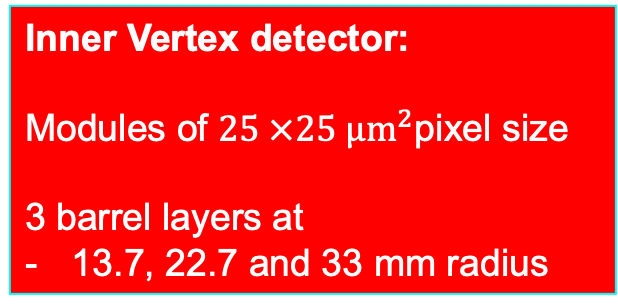 Inner Vertex detector:
Modules of 25 ×25 μm²pixel size
3 barrel layers at
- 13.7, 22.7 and 33 mm radius